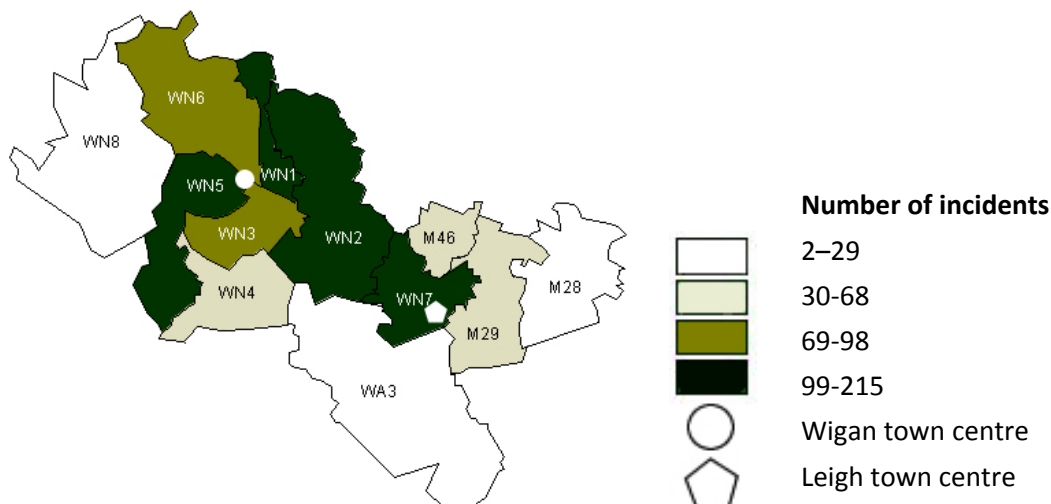 WN6
WN8
WN5
WN1
WN3
WN2
M46
WN4
WN7
M28
M29
WA3
Number of incidents
2–29
30-68
69-98
99-215
Wigan town centre
Leigh town centre